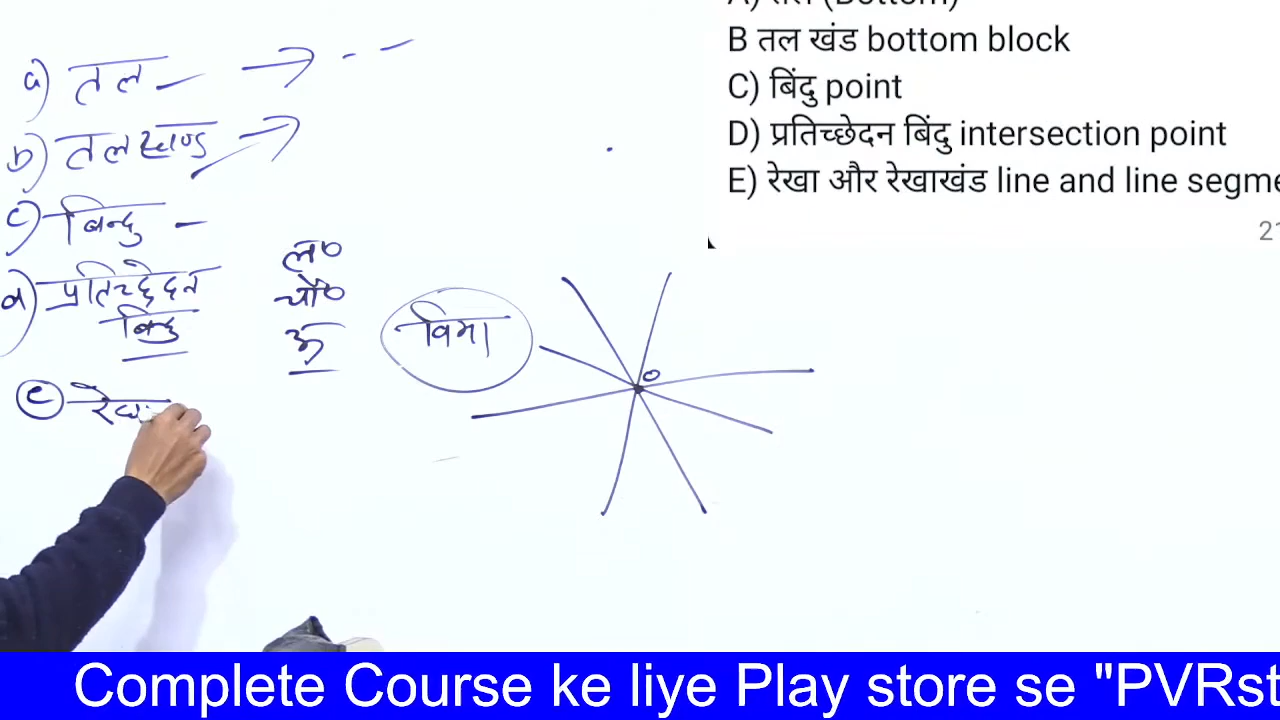 a) तल
b) तलखण्ड
c) बिन्दु
d) प्रतिच्छेदन
बिन्दु
e
ल०
चौ०
ऊ
विमा
o
B तल खंड bottom block
C) बिंदु point
D) प्रतिच्छेदन बिंदु intersection point
E) रेखा और रेखाखंड line and line segme
21
Complete Course ke liye Play store se "PVRst